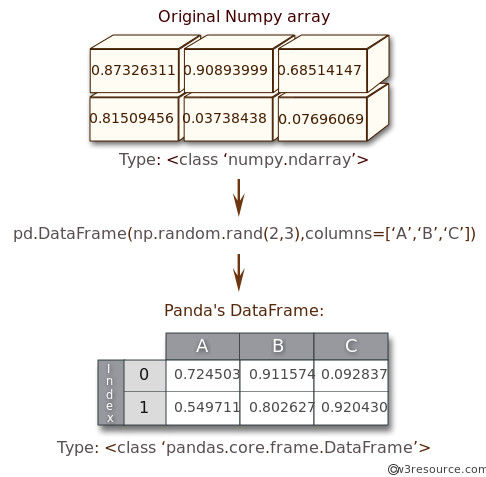 Original Numpy array
0.87326311 0.90893999 0.68514147
0.81509456 0.03738438 0.07696069
Type: <class ‘numpy.ndarray’>
pd.DataFrame(np.random.rand(2,3),columns=[‘A’,‘B’,‘C’])
Panda's DataFrame:
A B C
Index
0 0.724503 0.911574 0.092837
1 0.549711 0.802627 0.920430
Type: <class ‘pandas.core.frame.DataFrame’>
©w3resource.com